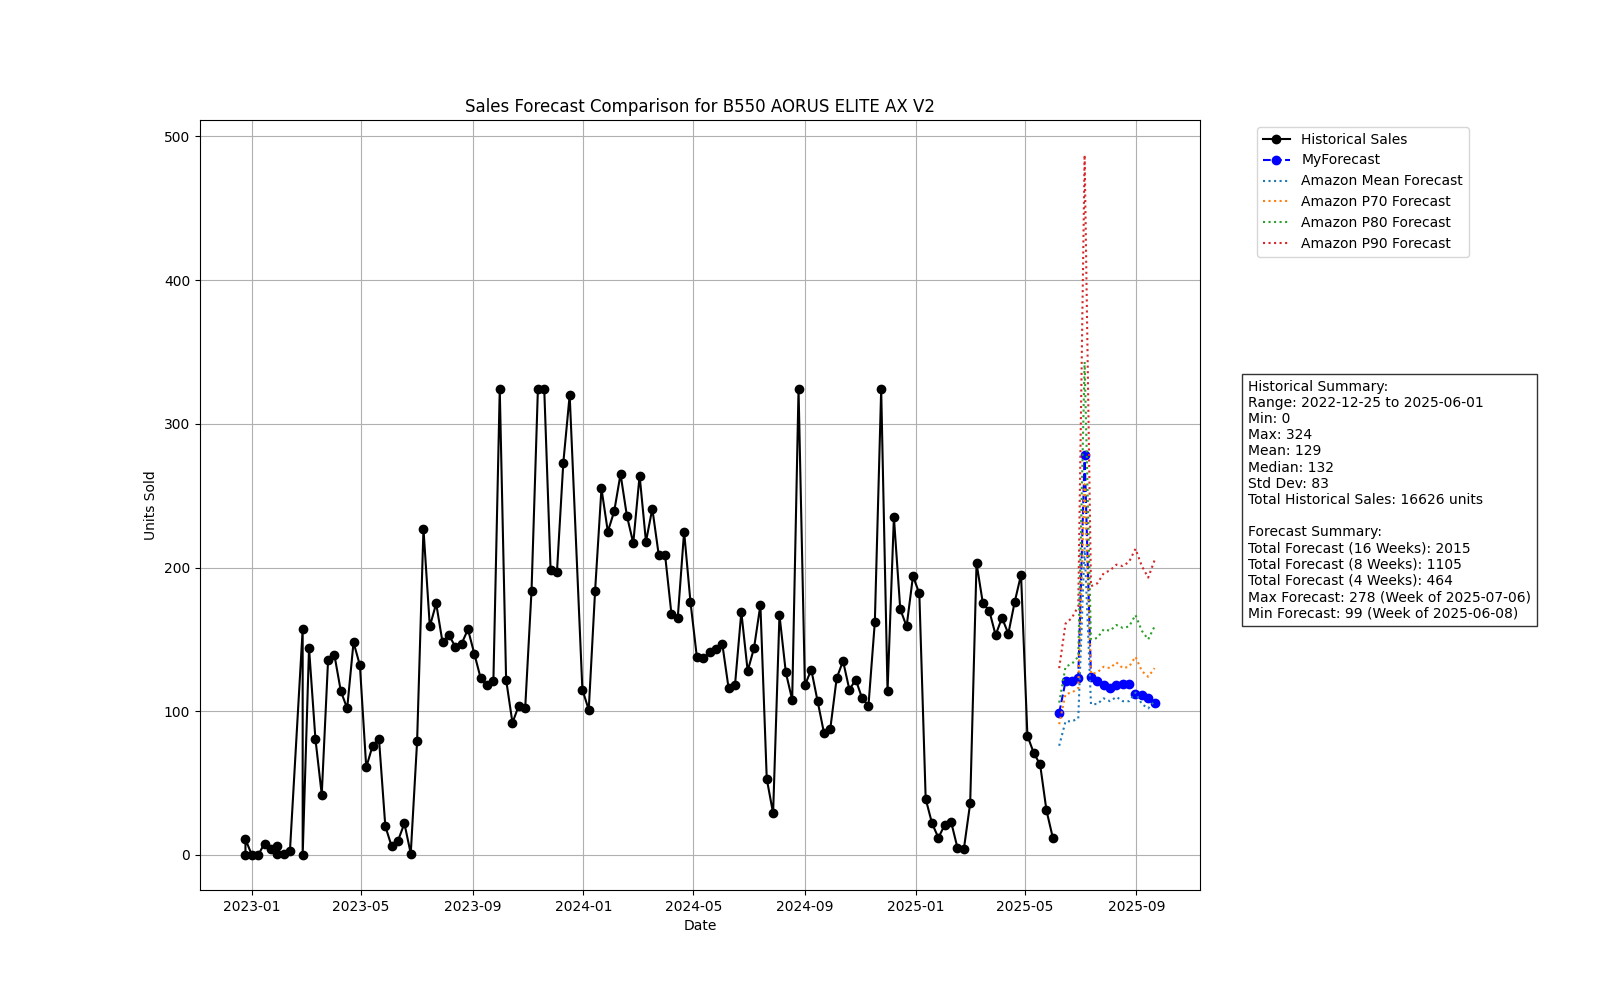 Sales Forecast Comparison for B550 AORUS ELITE AX V2
500
400
300
200
100
0
Units Sold
2023-01
2023-05
2023-09
2024-01
2024-05
2024-09
2025-01
2025-05
2025-09
Date
Historical Sales
MyForecast
Amazon Mean Forecast
Amazon P70 Forecast
Amazon P80 Forecast
Amazon P90 Forecast
Historical Summary:
Range: 2022-12-25 to 2025-06-01
Min: 0
Max: 324
Mean: 129
Median: 132
Std Dev: 83
Total Historical Sales: 16626 units
Forecast Summary:
Total Forecast (16 Weeks): 2015
Total Forecast (8 Weeks): 1105
Total Forecast (4 Weeks): 464
Max Forecast: 278 (Week of 2025-07-06)
Min Forecast: 99 (Week of 2025-06-08)